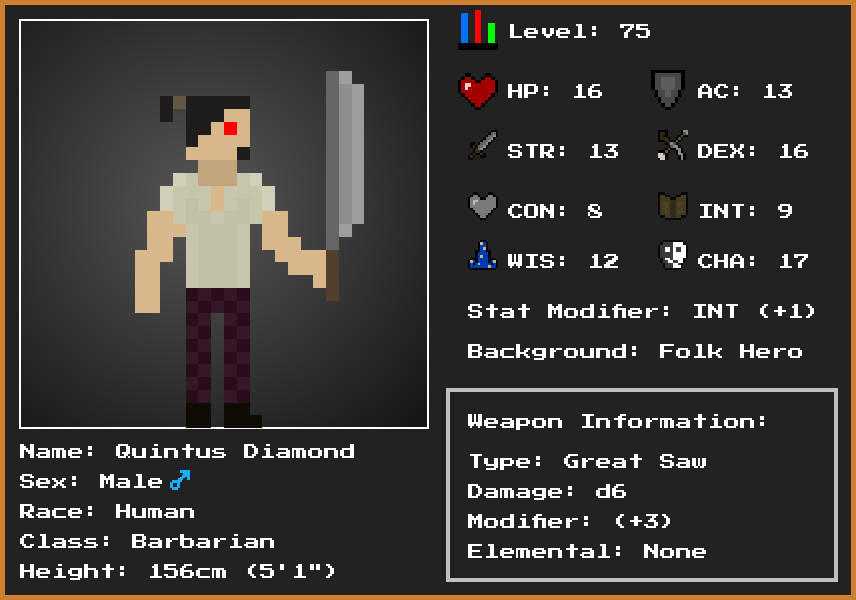 Level: 75
HP: 16
AC: 13
STR: 13
DEX: 16
CON: 8
INT: 9
WIS: 12
CHA: 17
Stat Modifier: INT (+1)
Background: Folk Hero
Weapon Information:
Type: Great Saw
Damage: d6
Modifier: (+3)
Elemental: None
Name: Quintus Diamond
Sex: Male ♂
Race: Human
Class: Barbarian
Height: 156cm (5'1")